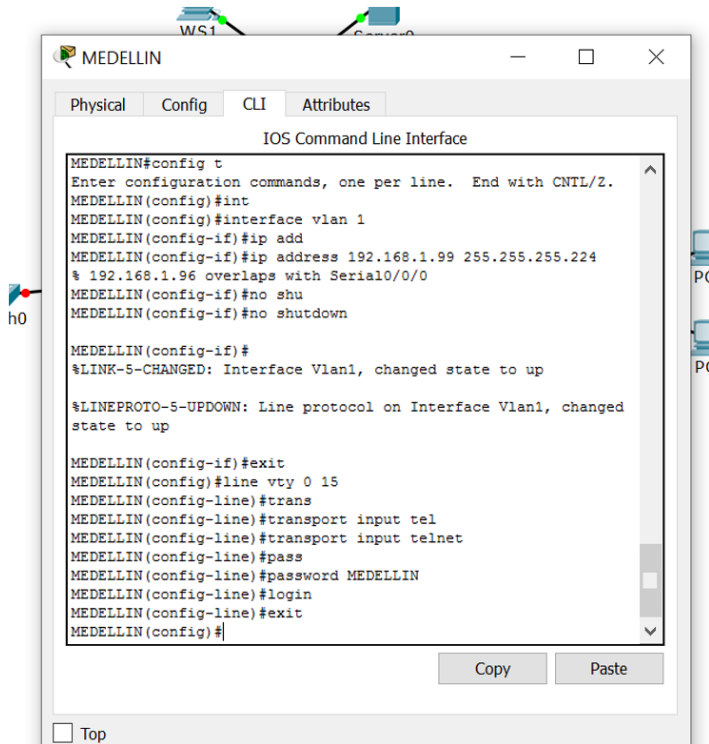 WS1
Server0
MEDELLIN
Physical Config CLI Attributes
IOS Command Line Interface
MEDELLIN#config t
Enter configuration commands, one per line.  End with CNTL/Z.
MEDELLIN(config)#int
MEDELLIN(config)#interface vlan 1
MEDELLIN(config-if)#ip add
MEDELLIN(config-if)#ip address 192.168.1.99 255.255.255.224
% 192.168.1.96 overlaps with Serial0/0/0
MEDELLIN(config-if)#no shu
MEDELLIN(config-if)#no shutdown
MEDELLIN(config-if)#
%LINK-5-CHANGED: Interface Vlan1, changed state to up
%LINEPROTO-5-UPDOWN: Line protocol on Interface Vlan1, changed
state to up
MEDELLIN(config-if)#exit
MEDELLIN(config)#line vty 0 15
MEDELLIN(config-line)#trans
MEDELLIN(config-line)#transport input tel
MEDELLIN(config-line)#transport input telnet
MEDELLIN(config-line)#pass
MEDELLIN(config-line)#password MEDELLIN
MEDELLIN(config-line)#login
MEDELLIN(config-line)#exit
MEDELLIN(config)#
Copy Paste
Top
h0
PC
PC